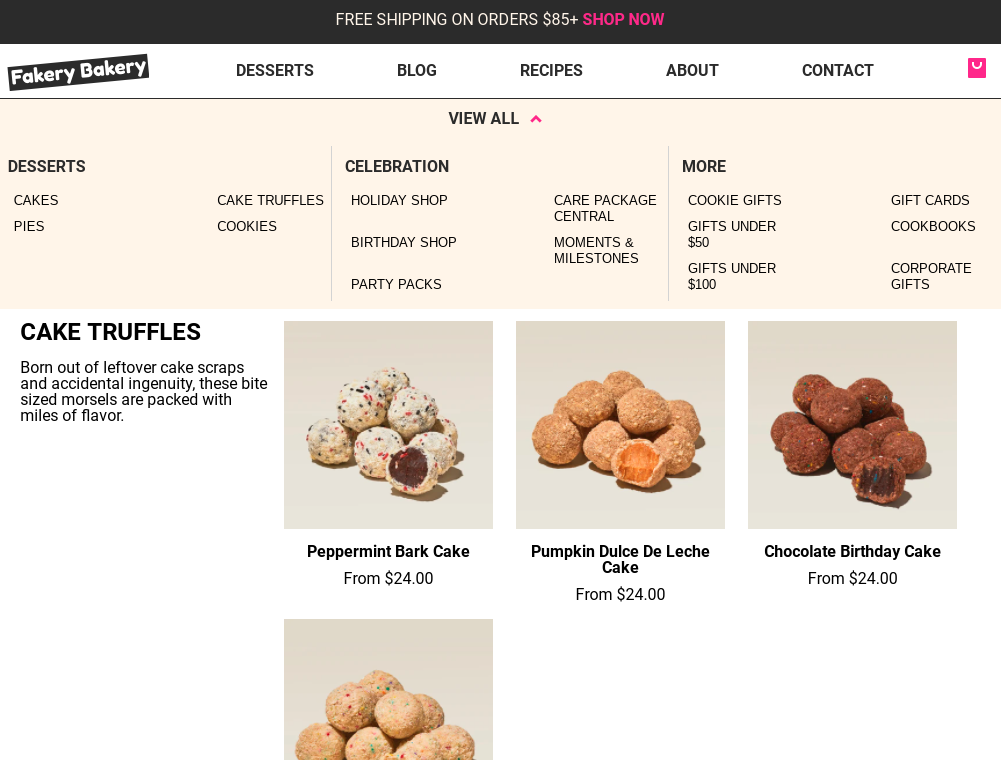 FREE SHIPPING ON ORDERS $85+ SHOP NOW
Fakery Bakery
DESSERTS BLOG RECIPES ABOUT CONTACT
VIEW ALL
DESSERTS
CAKES CAKE TRUFFLES
PIES COOKIES
CELEBRATION
HOLIDAY SHOP CARE PACKAGE
CENTRAL
BIRTHDAY SHOP MOMENTS &
MILESTONES
PARTY PACKS
MORE
COOKIE GIFTS GIFT CARDS
GIFTS UNDER COOKBOOKS
$50
GIFTS UNDER CORPORATE
$100 GIFTS
CAKE TRUFFLES
Born out of leftover cake scraps
and accidental ingenuity, these bite
sized morsels are packed with
miles of flavor.
Peppermint Bark Cake
From $24.00
Pumpkin Dulce De Leche
Cake
From $24.00
Chocolate Birthday Cake
From $24.00